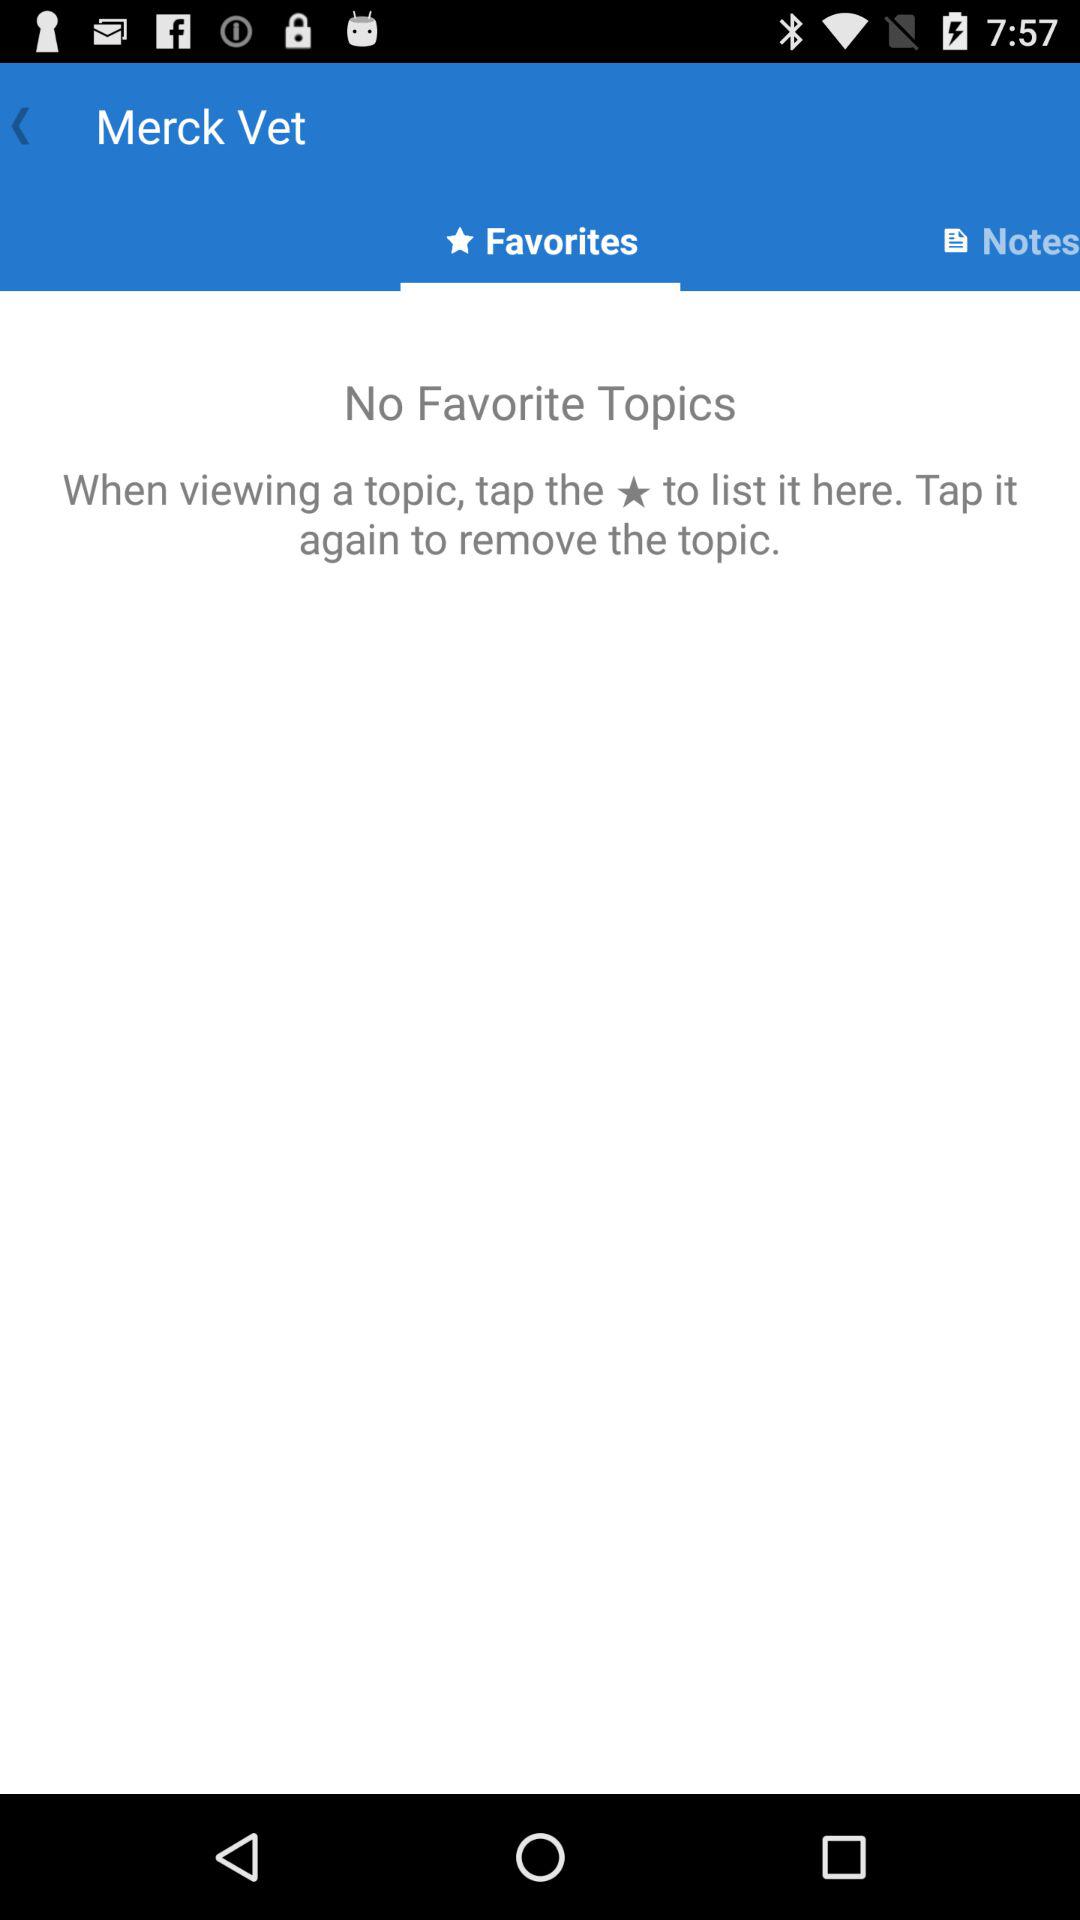 7:57
Merck Vet
Favorites
Notes
No Favorite Topics
When viewing a topic, tap the ★ to list it here. Tap it
again to remove the topic.